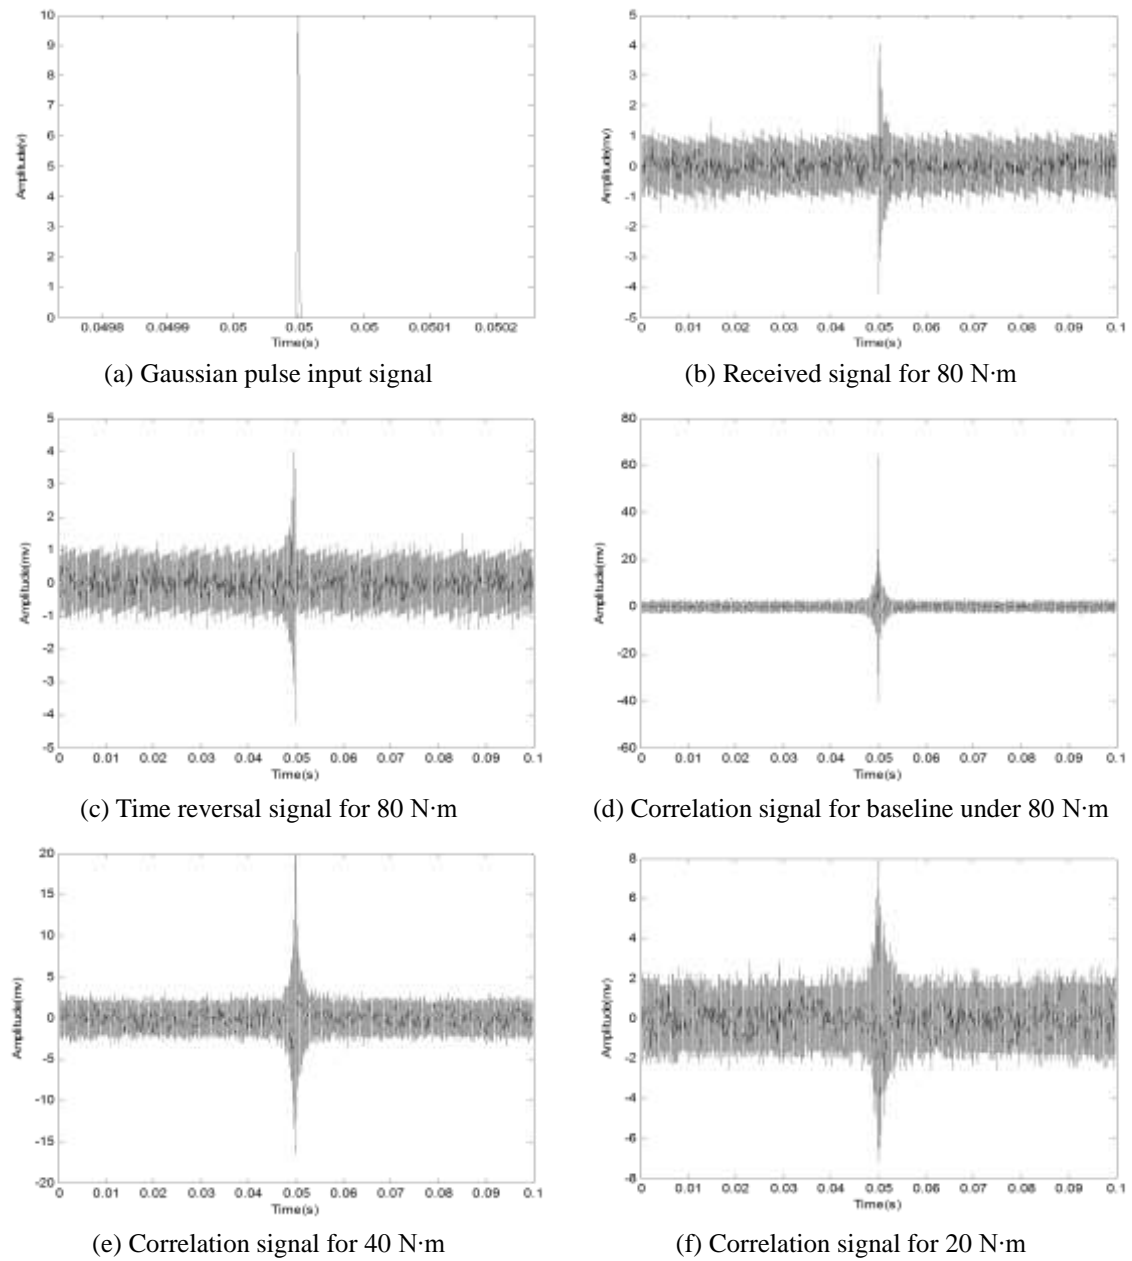 10
9
8
7
6
5
4
3
2
1
0
Amplitude(v)
0.0498 0.0499 0.05 0.05 0.05 0.0501 0.0502
Time(s)
(a) Gaussian pulse input signal
5
4
3
2
1
0
-1
-2
-3
-4
-5
Amplitude(mv)
0 0.01 0.02 0.03 0.04 0.05 0.06 0.07 0.08 0.09 0.1
Time(s)
(b) Received signal for 80 N·m
5
4
3
2
1
0
-1
-2
-3
-4
-5
Amplitude(mv)
0 0.01 0.02 0.03 0.04 0.05 0.06 0.07 0.08 0.09 0.1
Time(s)
(c) Time reversal signal for 80 N·m
80
60
40
20
0
-20
-40
-60
Amplitude(mv)
0 0.01 0.02 0.03 0.04 0.05 0.06 0.07 0.08 0.09 0.1
Time(s)
(d) Correlation signal for baseline under 80 N·m
20
15
10
5
0
-5
-10
-15
-20
Amplitude(mv)
0 0.01 0.02 0.03 0.04 0.05 0.06 0.07 0.08 0.09 0.1
Time(s)
(e) Correlation signal for 40 N·m
8
6
4
2
0
-2
-4
-6
-8
Amplitude(mv)
0 0.01 0.02 0.03 0.04 0.05 0.06 0.07 0.08 0.09 0.1
Time(s)
(f) Correlation signal for 20 N·m